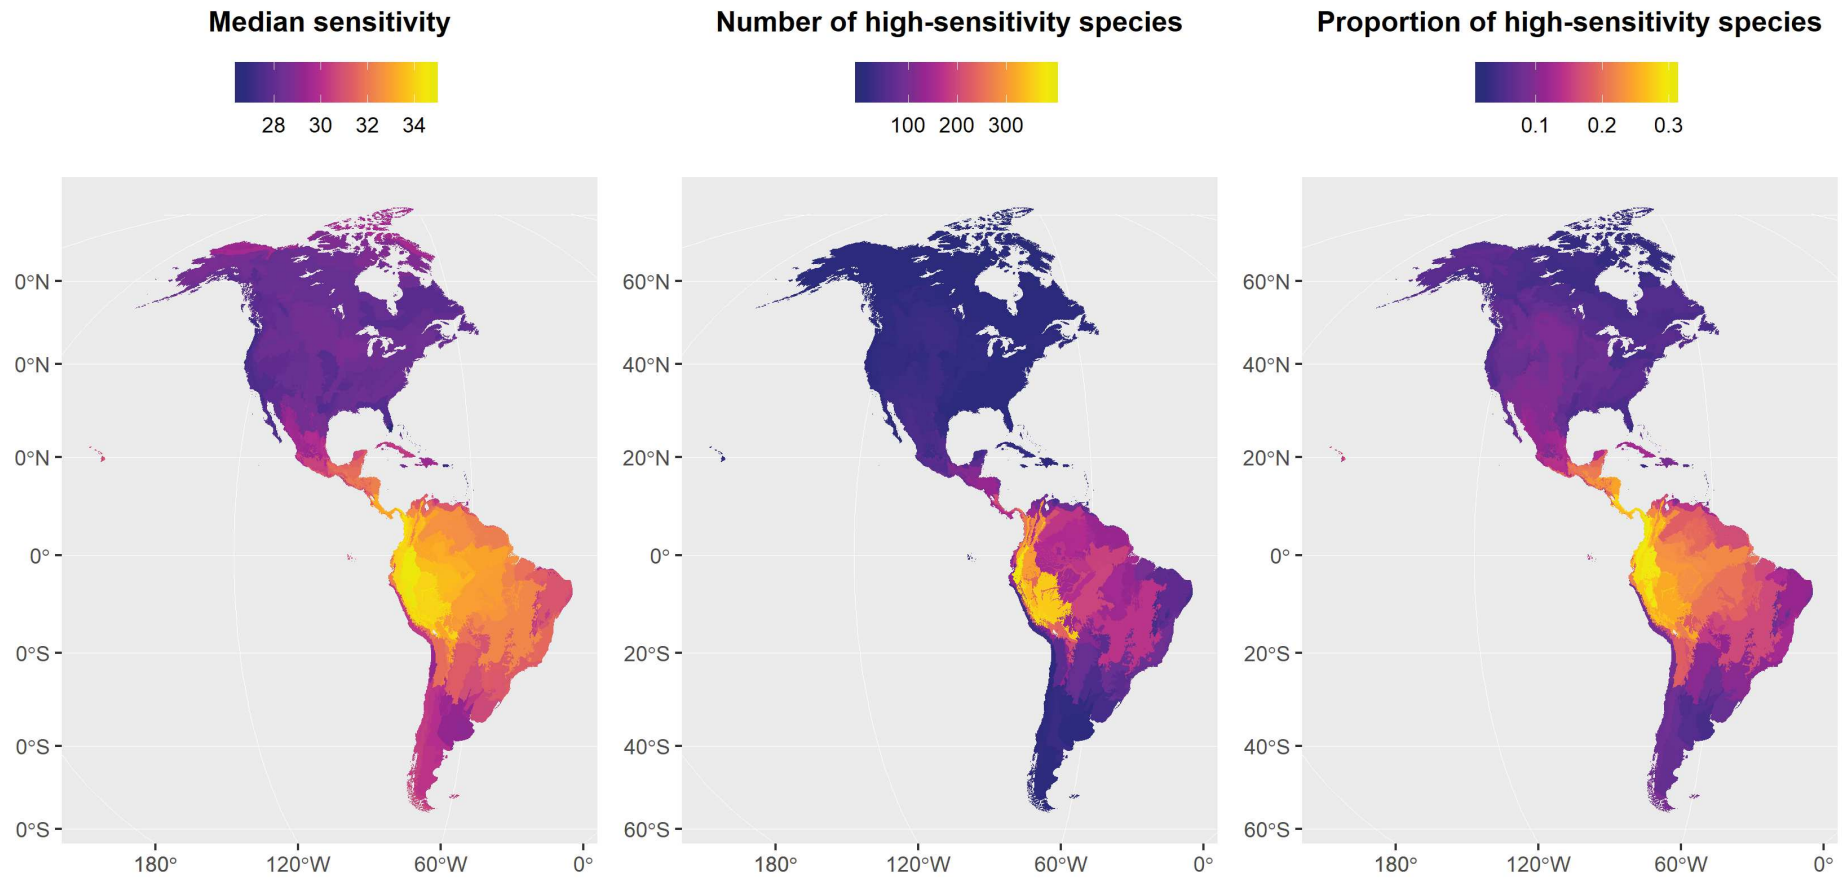 Median sensitivity
28 30 32 34
0°N
0°N
0°N
0°
0°S
0°S
0°S
180° 120°W 60°W 0°
Number of high-sensitivity species
100 200 300
60°N
40°N
20°N
0°
20°S
40°S
60°S
180° 120°W 60°W 0°
Proportion of high-sensitivity species
0.1 0.2 0.3
60°N
40°N
20°N
0°
20°S
40°S
60°S
180° 120°W 60°W 0°